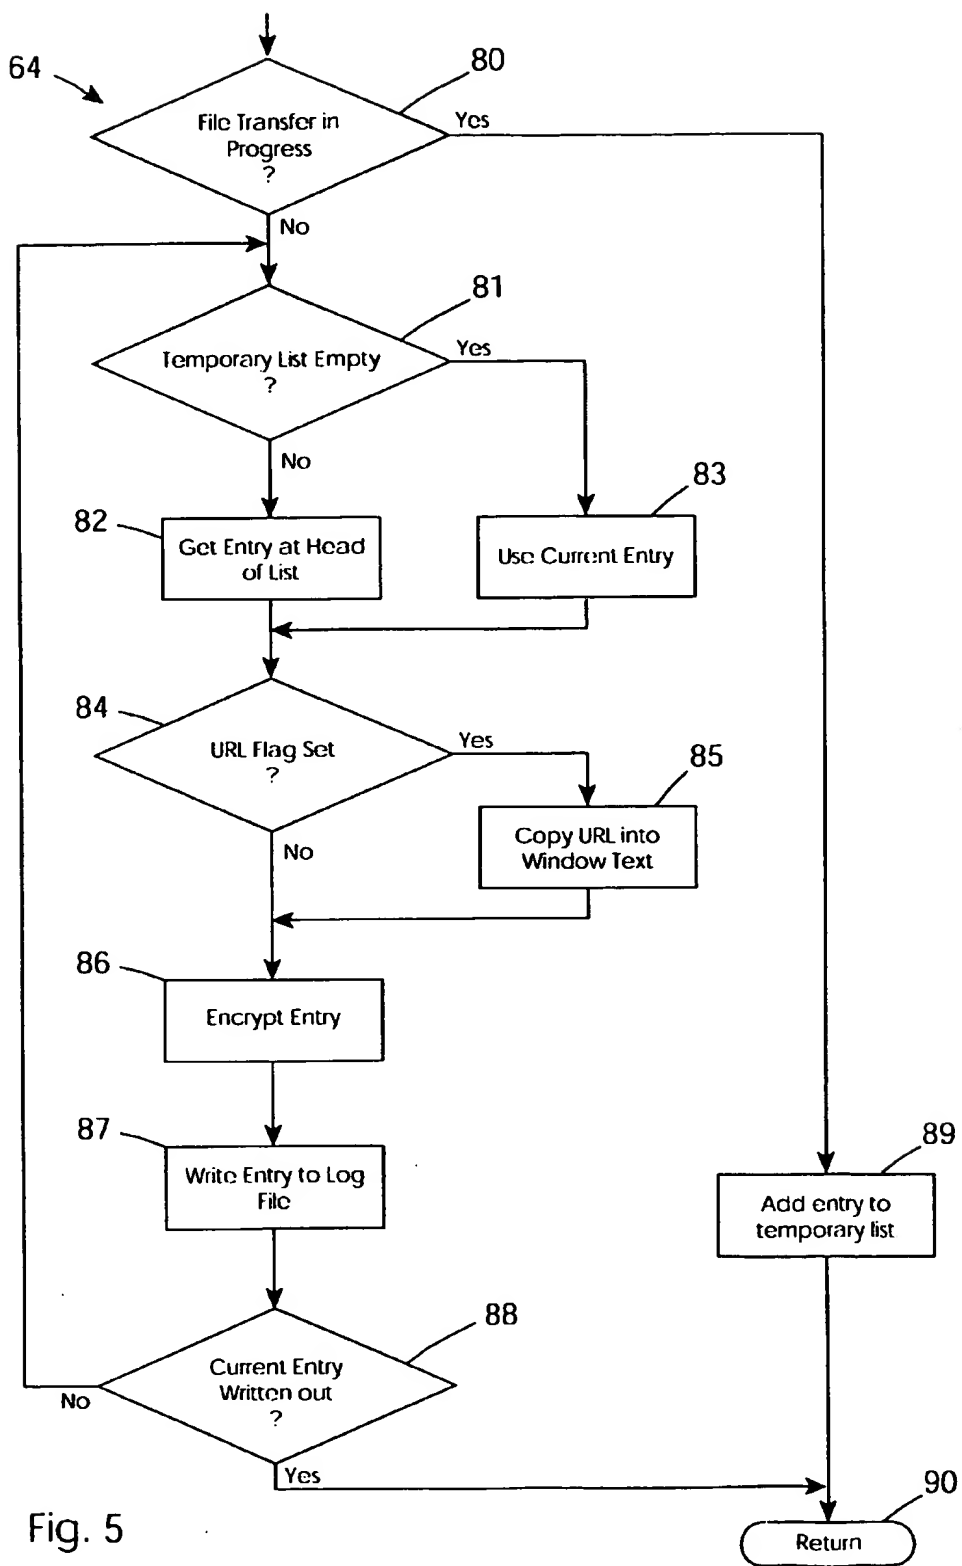 64
80
File Transfer in
Progress
?
Yes
No
81
Temporary List Empty
?
Yes
No
82
Get Entry at Head
of List
83
Use Current Entry
84
URL Flag Set
?
Yes
No
85
Copy URL into
Window Text
86
Encrypt Entry
87
Write Entry to Log
File
89
Add entry to
temporary list
88
Current Entry
Written out
?
No
Yes
90
Return
Fig. 5